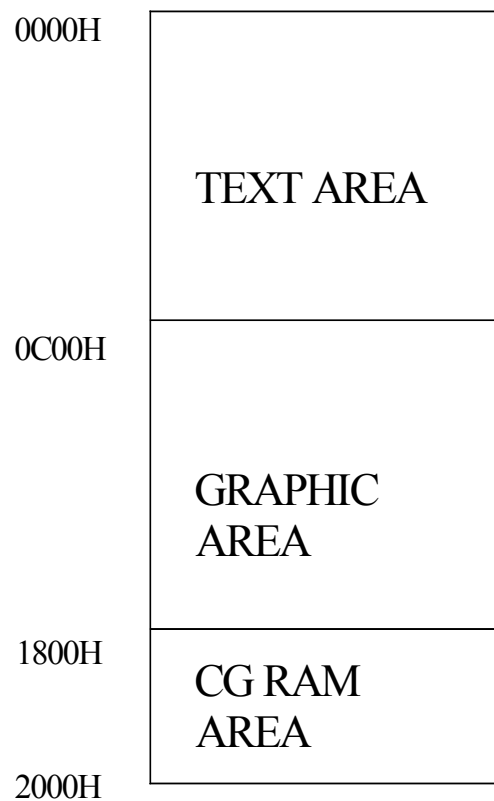 0000H
TEXT AREA
0C00H
GRAPHIC
AREA
1800H
CG RAM
AREA
2000H